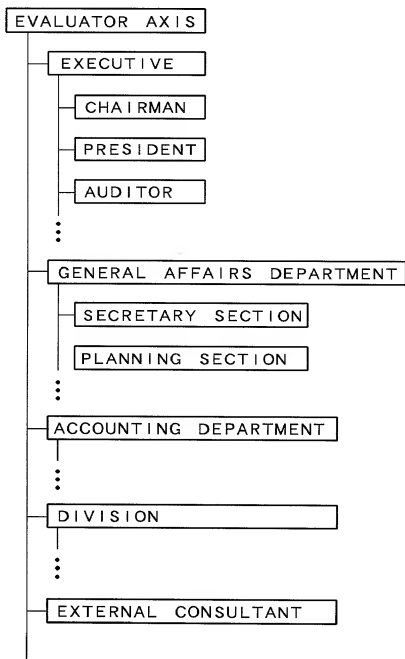 EVALUATOR AXIS
EXECUTIVE
CHAIRMAN
PRESIDENT
AUDITOR
GENERAL AFFAIRS DEPARTMENT
SECRETARY SECTION
PLANNING SECTION
ACCOUNTING DEPARTMENT
DIVISION
EXTERNAL CONSULTANT